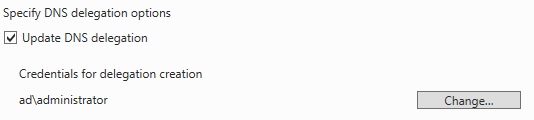 Specify DNS delegation options
Update DNS delegation
Credentials for delegation creation
ad\administrator
Change...